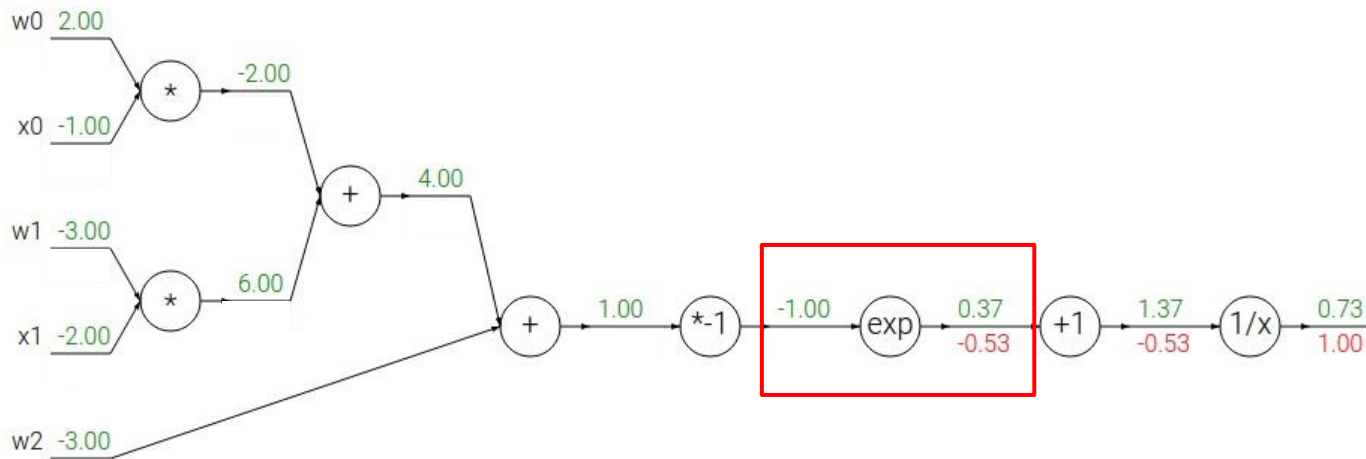 w0 2.00
* -2.00
x0 -1.00
+ 4.00
w1 -3.00
* 6.00
x1 -2.00
+ 1.00 *-1 -1.00 exp 0.37 +1 1.37 1/x 0.73
-0.53 -0.53 1.00
w2 -3.00